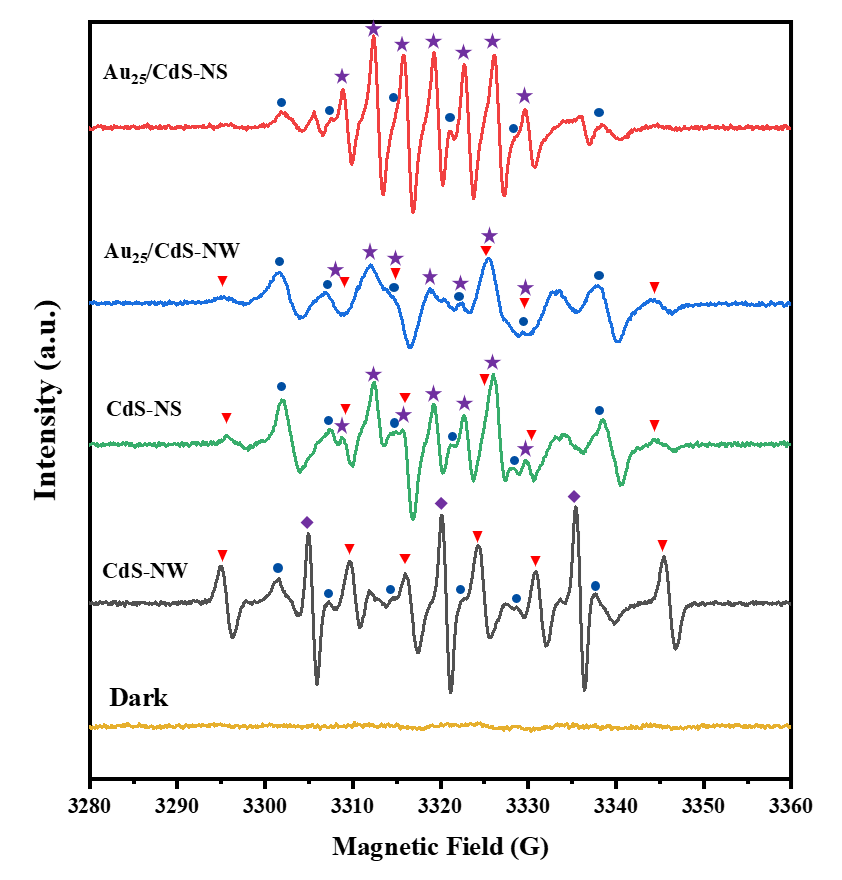 Au25/CdS-NS
Au25/CdS-NW
CdS-NS
CdS-NW
Dark
Intensity (a.u.)
3280 3290 3300 3310 3320 3330 3340 3350 3360
Magnetic Field (G)